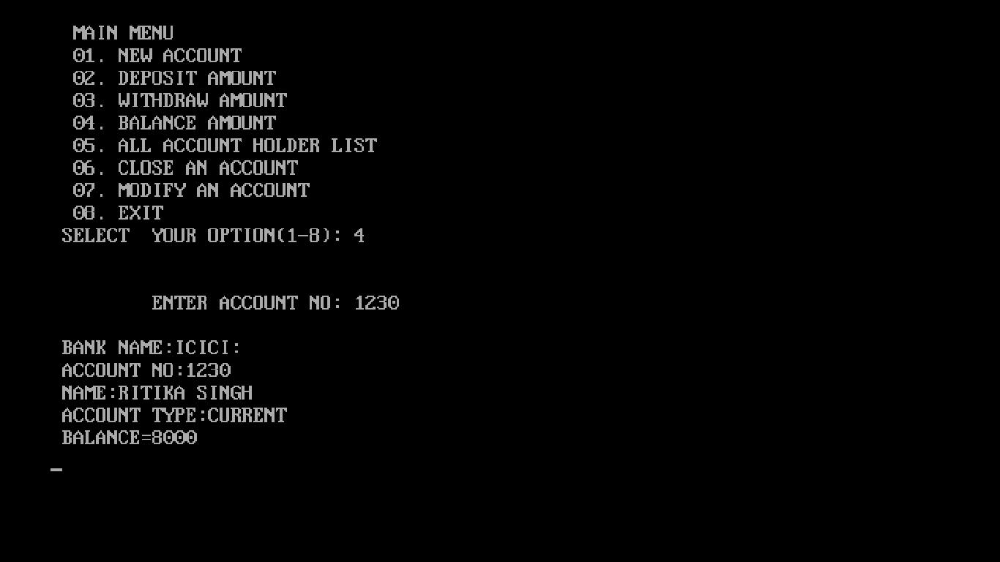 MAIN MENU
01. NEW ACCOUNT
02. DEPOSIT AMOUNT
03. WITHDRAW AMOUNT
04. BALANCE AMOUNT
05. ALL ACCOUNT HOLDER LIST
06. CLOSE AN ACCOUNT
07. MODIFY AN ACCOUNT
08. EXIT
SELECT  YOUR OPTION(1-8): 4
ENTER ACCOUNT NO: 1230
BANK NAME:ICICI:
ACCOUNT NO:1230
NAME:RITIKA SINGH
ACCOUNT TYPE:CURRENT
BALANCE=8000